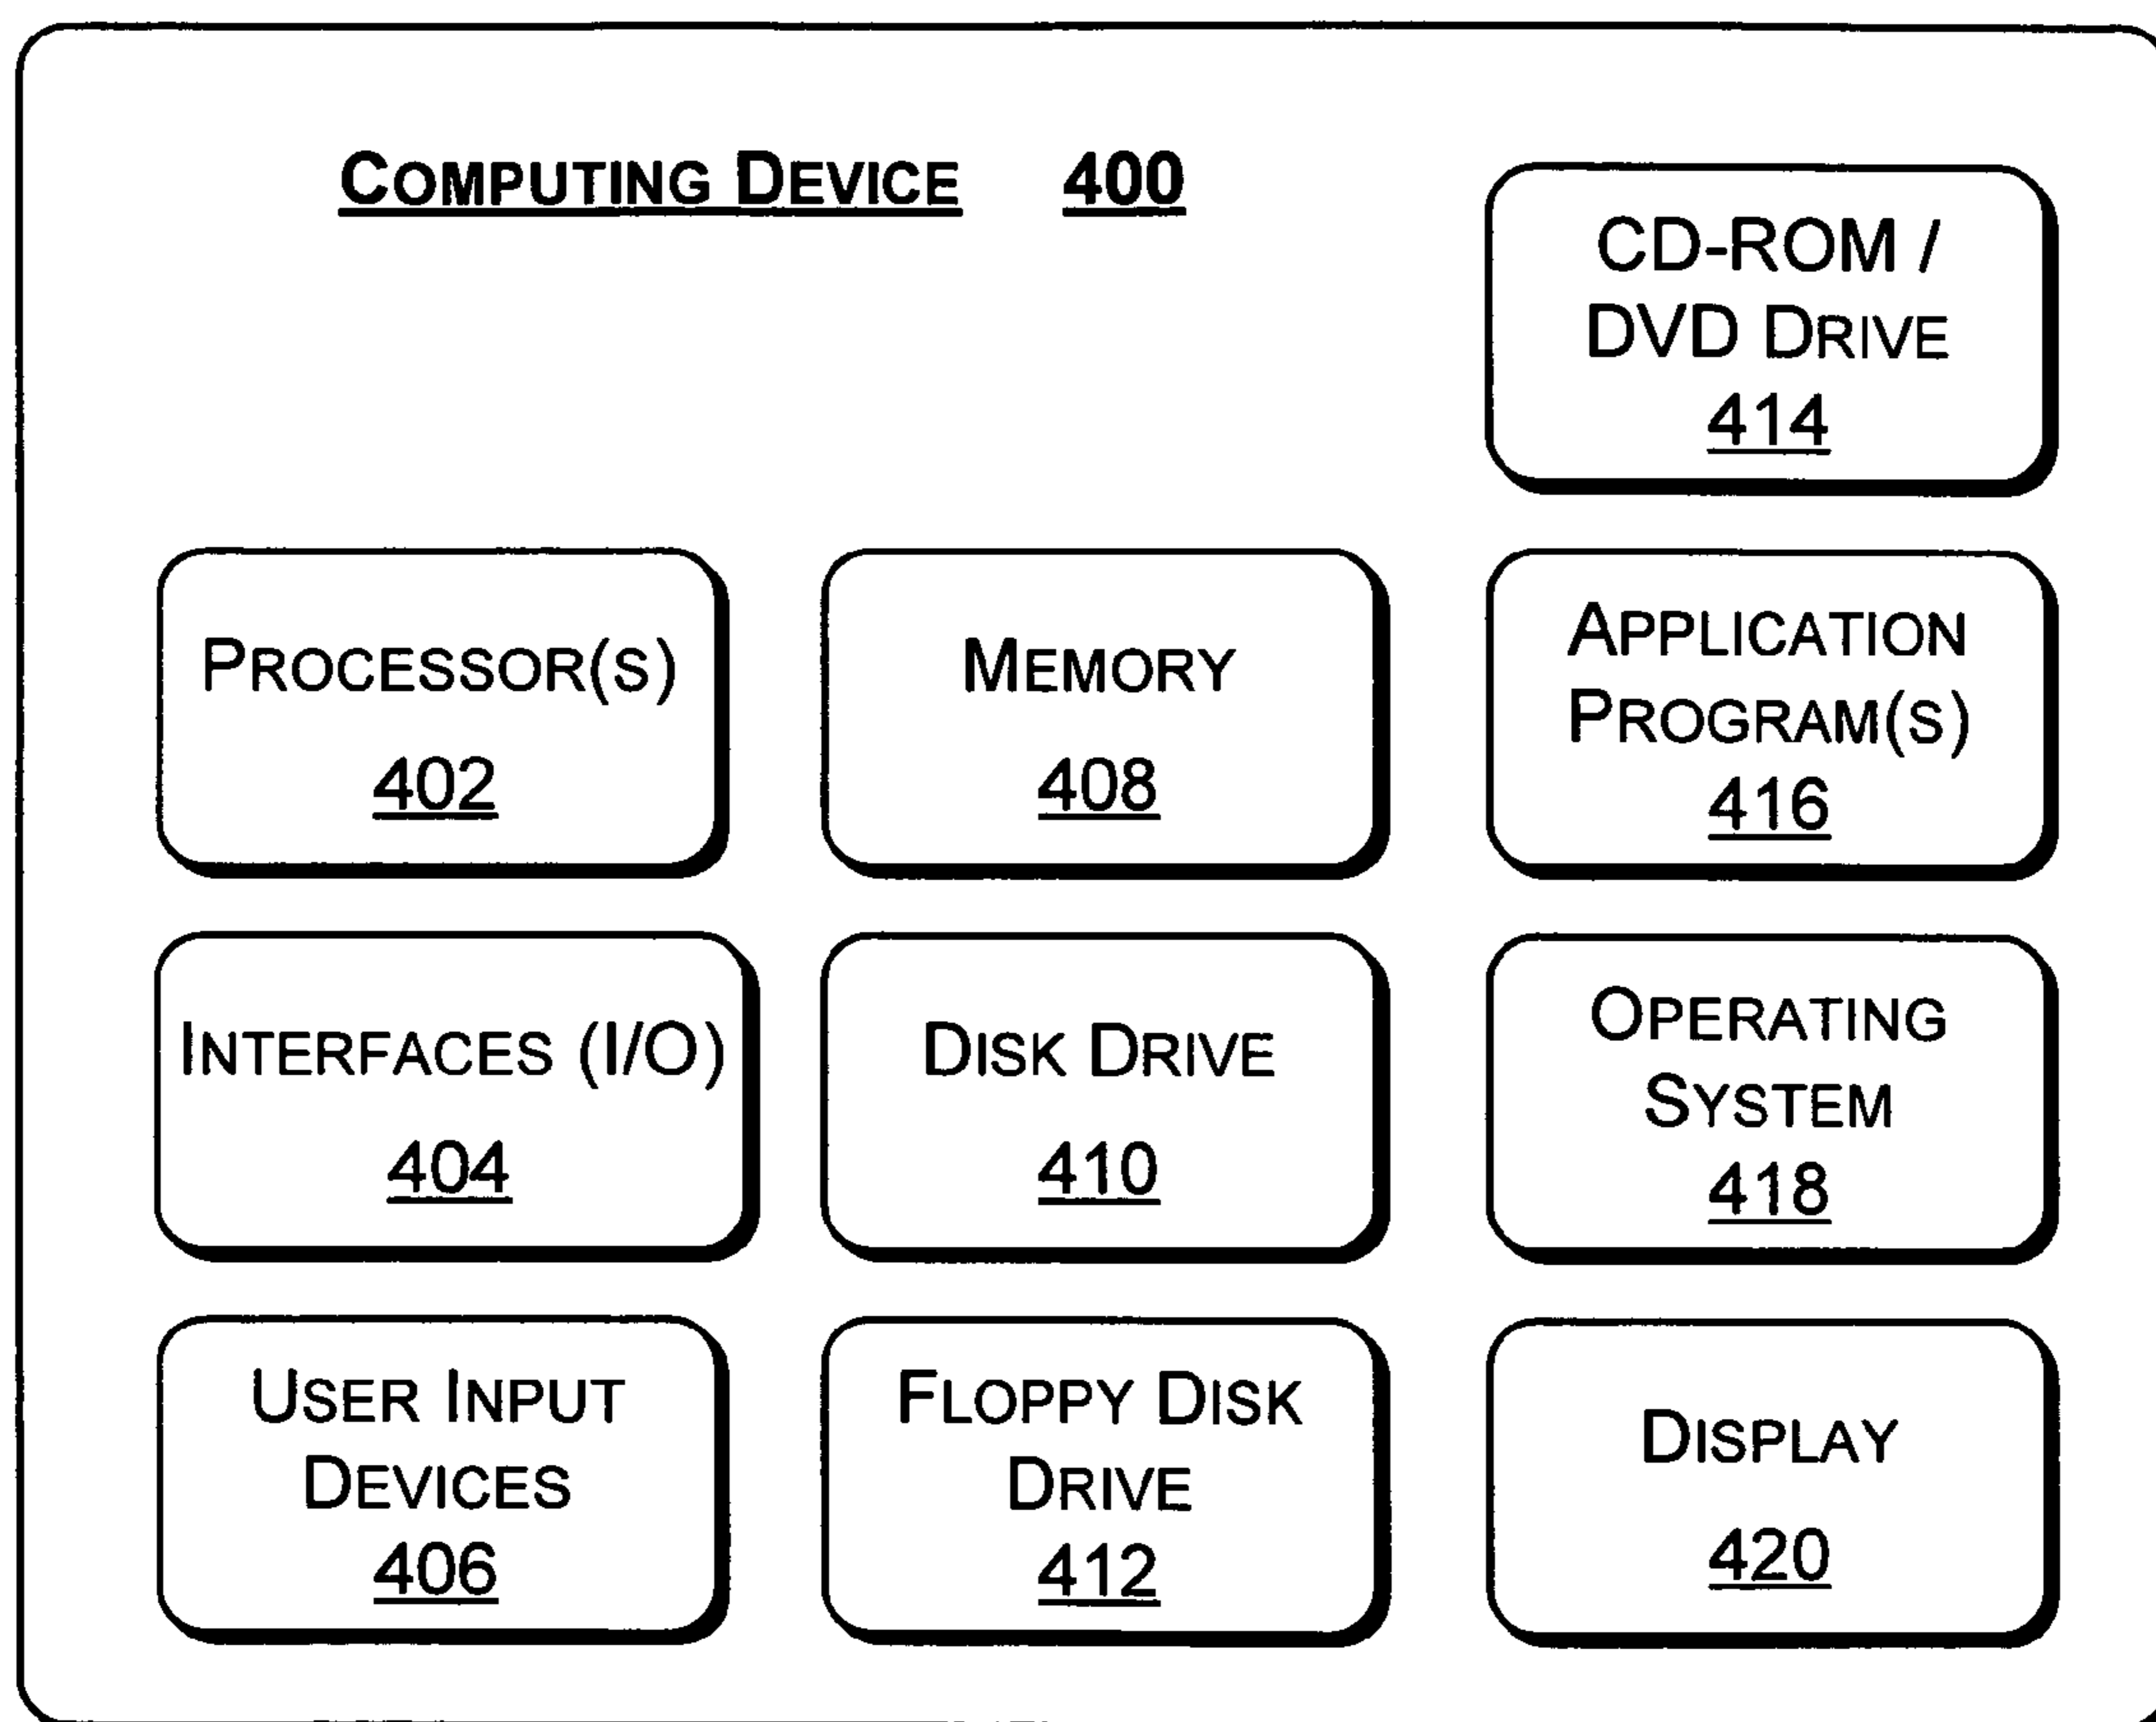 COMPUTING DEVICE 400
CD-ROM /
DVD DRIVE
414
PROCESSOR(S)
402
MEMORY
408
APPLICATION
PROGRAM(S)
416
INTERFACES (I/O)
404
DISK DRIVE
410
OPERATING
SYSTEM
418
USER INPUT
DEVICES
406
FLOPPY DISK
DRIVE
412
DISPLAY
420